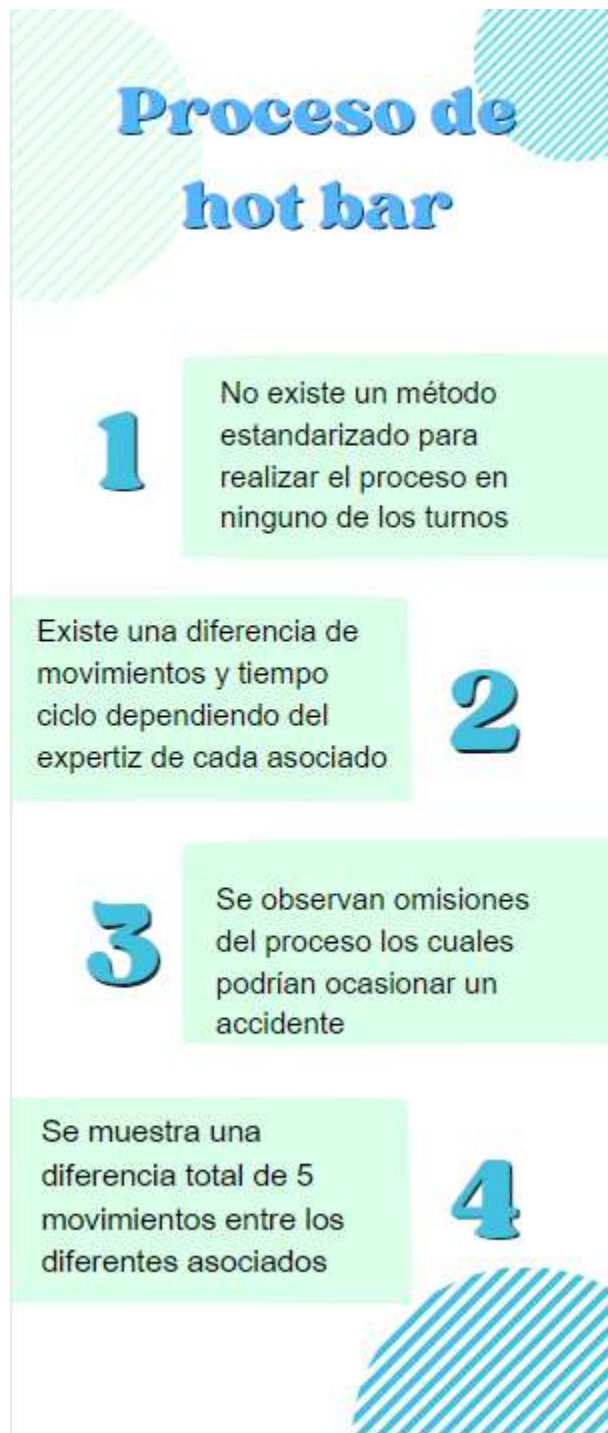 Proceso de
hot bar
1
No existe un método
estandarizado para
realizar el proceso en
ninguno de los turnos
Existe una diferencia de
movimientos y tiempo
ciclo dependiendo del
expertiz de cada asociado
2
3
Se observan omisiones
del proceso los cuales
podrían ocasionar un
accidente
Se muestra una
diferencia total de 5
movimientos entre los
diferentes asociados
4